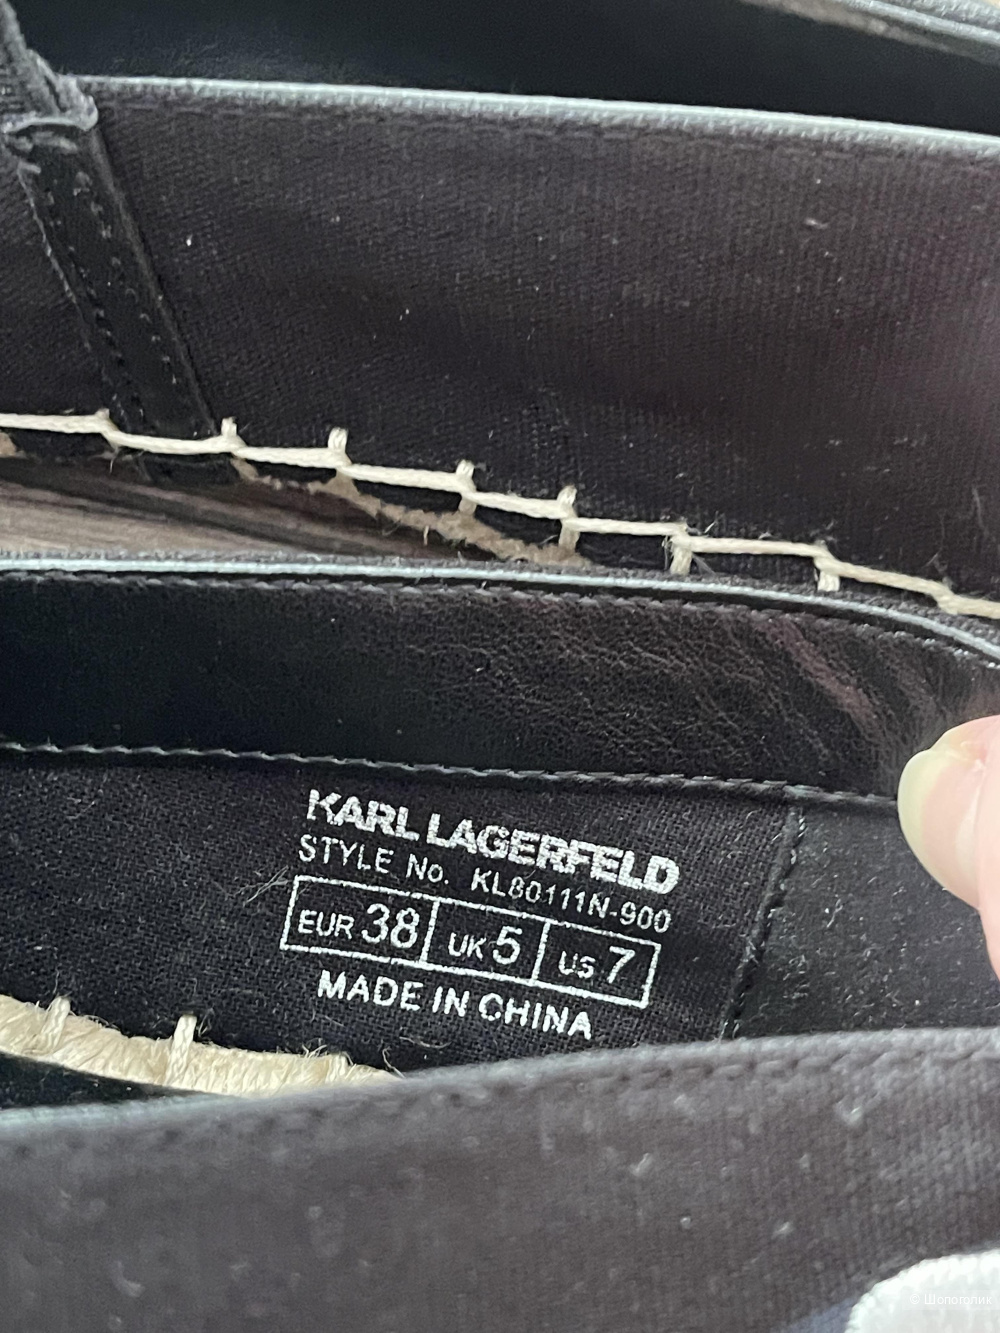 KARL LAGERFELD
STYLE No. KL80111N-900
EUR 38 UK 5 US 7
MADE IN CHINA
© Шопоголик